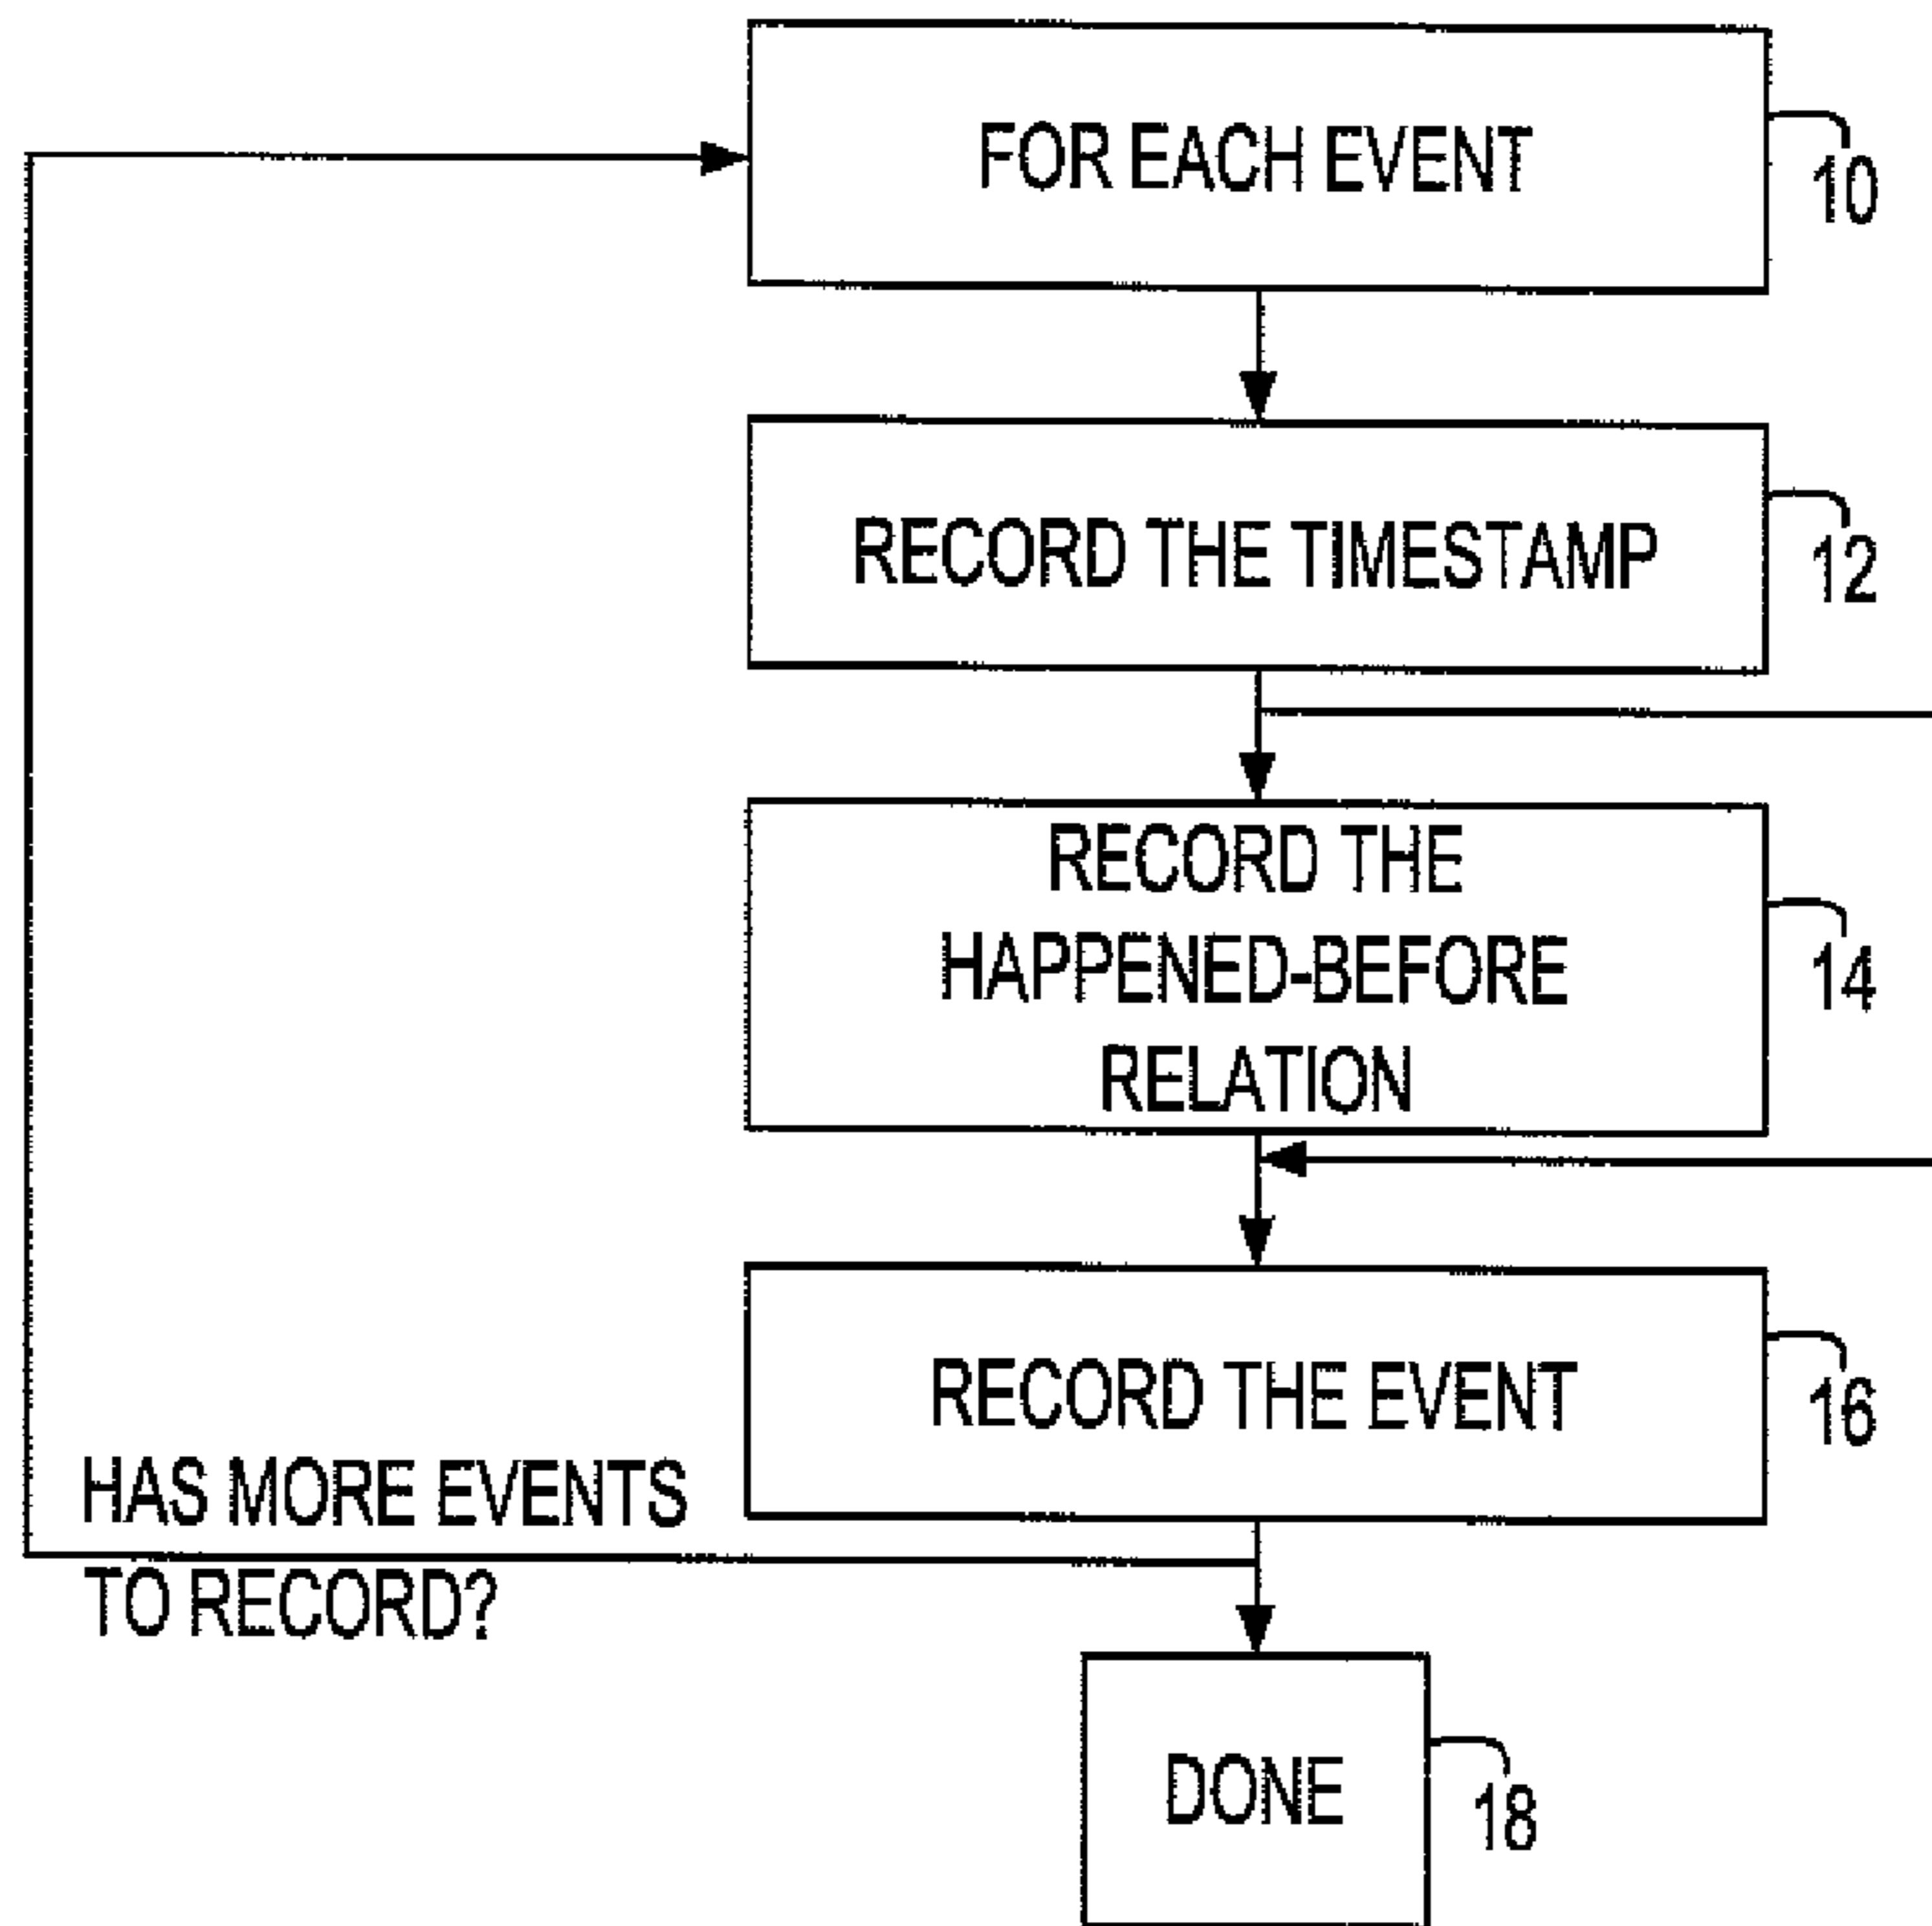 FOR EACH EVENT
10
RECORD THE TIMESTAMP
12
RECORD THE
HAPPENED-BEFORE
RELATION
14
RECORD THE EVENT
16
HAS MORE EVENTS
TO RECORD?
DONE
18